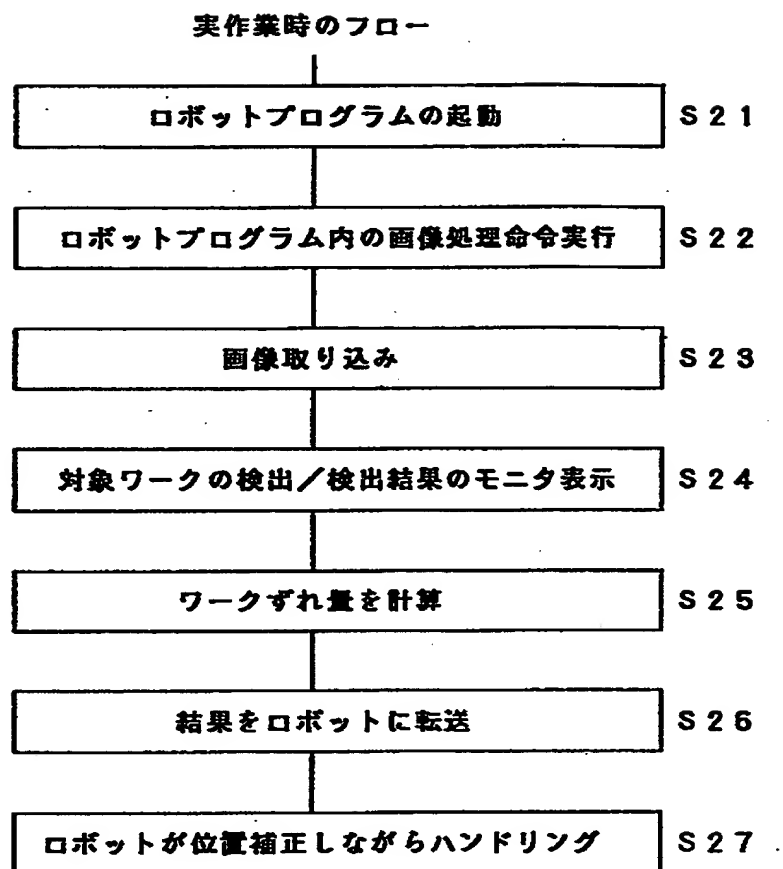 実作業時のフロー
ロボットプログラムの起動 S21
ロボットプログラム内の画像処理命令実行 S22
画像取り込み S23
対象ワークの検出／検出結果のモニタ表示 S24
ワークずれ量を計算 S25
結果をロボットに転送 S26
ロボットが位置補正しながらハンドリング S27